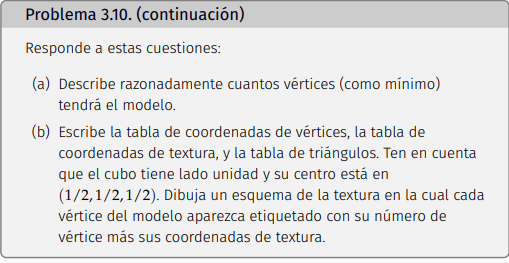 Problema 3.10. (continuación)
Responde a estas cuestiones:
(a) Describe razonadamente cuantos vértices (como mínimo)
tendrá el modelo.
(b) Escribe la tabla de coordenadas de vértices, la tabla de
coordenadas de textura, y la tabla de triángulos. Ten en cuenta
que el cubo tiene lado unidad y su centro está en
(1/2, 1/2, 1/2). Dibuja un esquema de la textura en la cual cada
vértice del modelo aparezca etiquetado con su número de
vértice más sus coordenadas de textura.